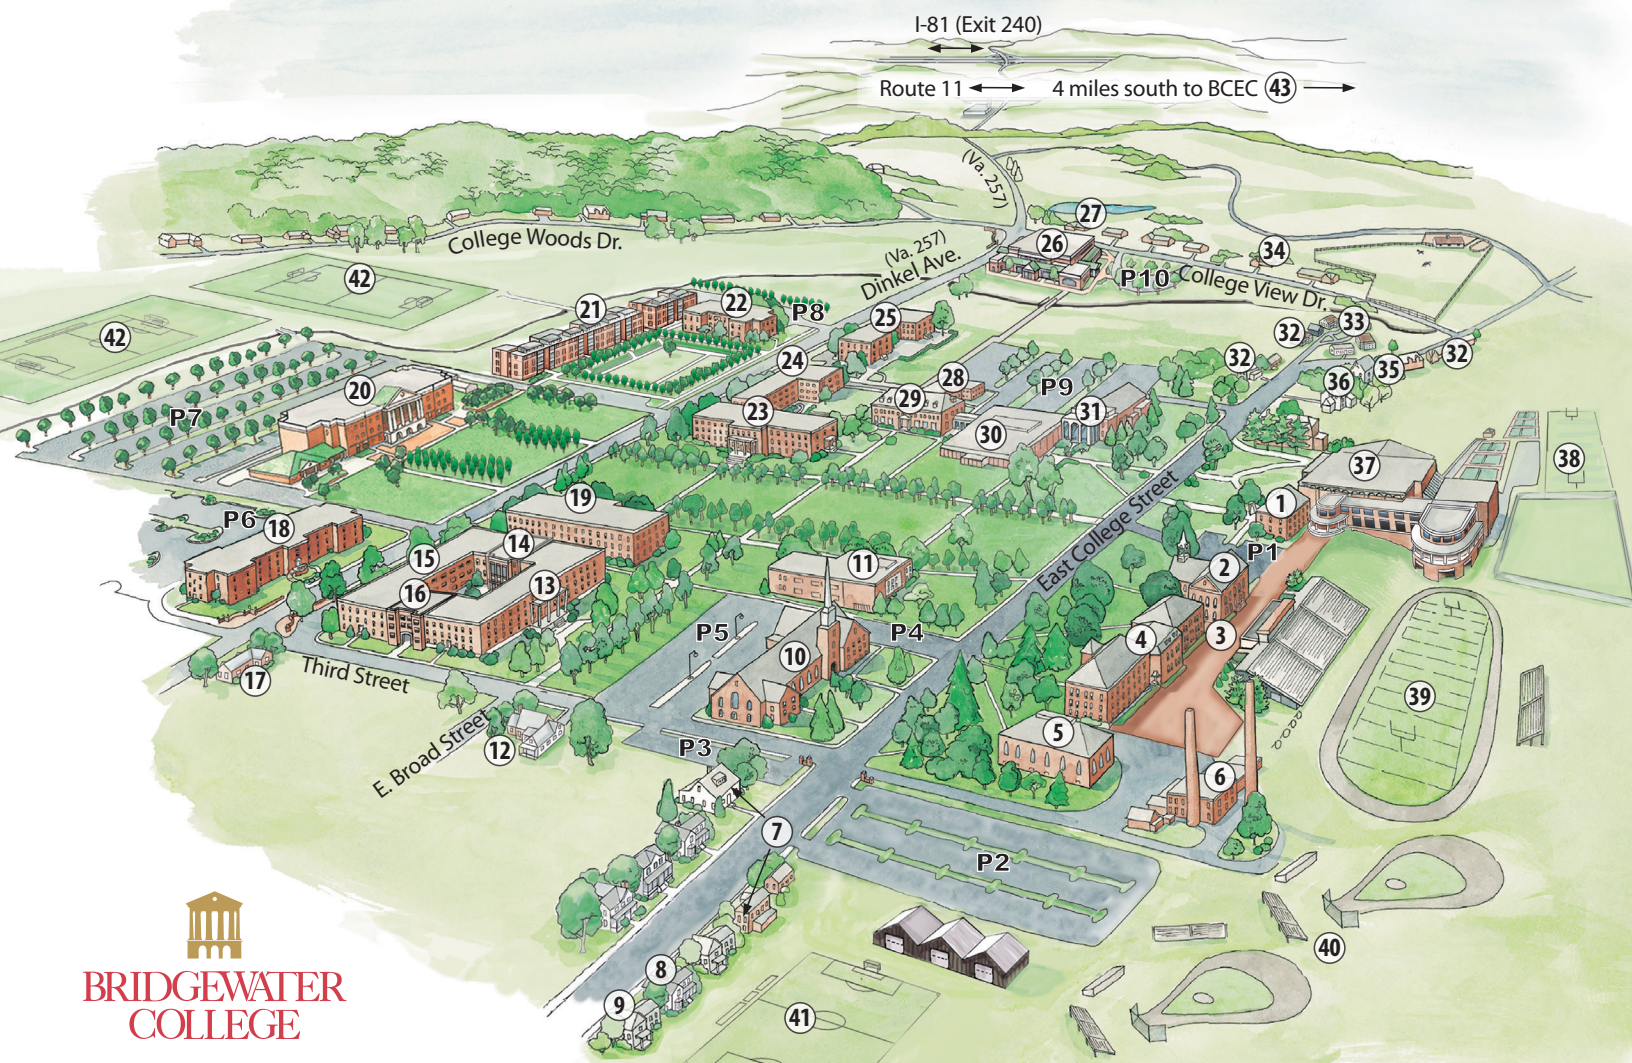 I-81 (Exit 240)
Route 11
4 miles south to BCEC 43
(Va. 257)
27
26
34
College Woods Dr.
(Va. 257)
Dinkel Ave.
P10
College View Dr.
42
42
21
22
P8
25
33
32
32
32
35
36
24
28
P9
20
P7
23
29
31
30
37
38
19
East College Street
1
P6
18
14
P1
15
16
13
11
2
P5
P4
3
4
10
17
Third Street
39
12
E. Broad Street
P3
5
6
7
P2
40
8
9
41
BRIDGEWATER
COLLEGE